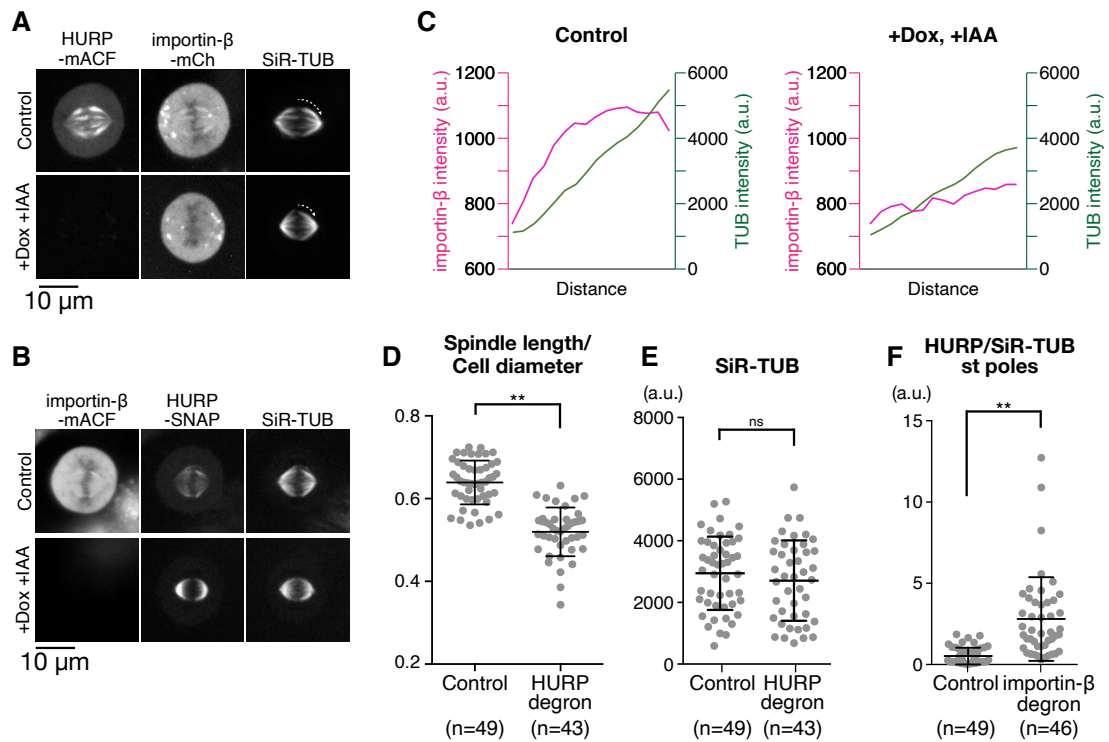 A
HURP
-mACF
importin-β
-mCh
SiR-TUB
Control
+Dox +IAA
10 μm
B
importin-β
-mACF
HURP
-SNAP
SiR-TUB
Control
+Dox +IAA
10 μm
C
Control
importin-β intensity (a.u.)
1200
1000
800
600
TUB intensity (a.u.)
6000
4000
2000
0
Distance
+Dox, +IAA
importin-β intensity (a.u.)
1200
1000
800
600
TUB intensity (a.u.)
6000
4000
2000
0
Distance
D
Spindle length/
Cell diameter
**
0.8
0.6
0.4
0.2
Control
(n=49)
HURP
degron
(n=43)
E
SiR-TUB
(a.u.)
ns
8000
6000
4000
2000
0
Control
(n=49)
HURP
degron
(n=43)
F
HURP/SiR-TUB
st poles
(a.u.)
**
15
10
5
0
Control
(n=49)
importin-β
degron
(n=46)